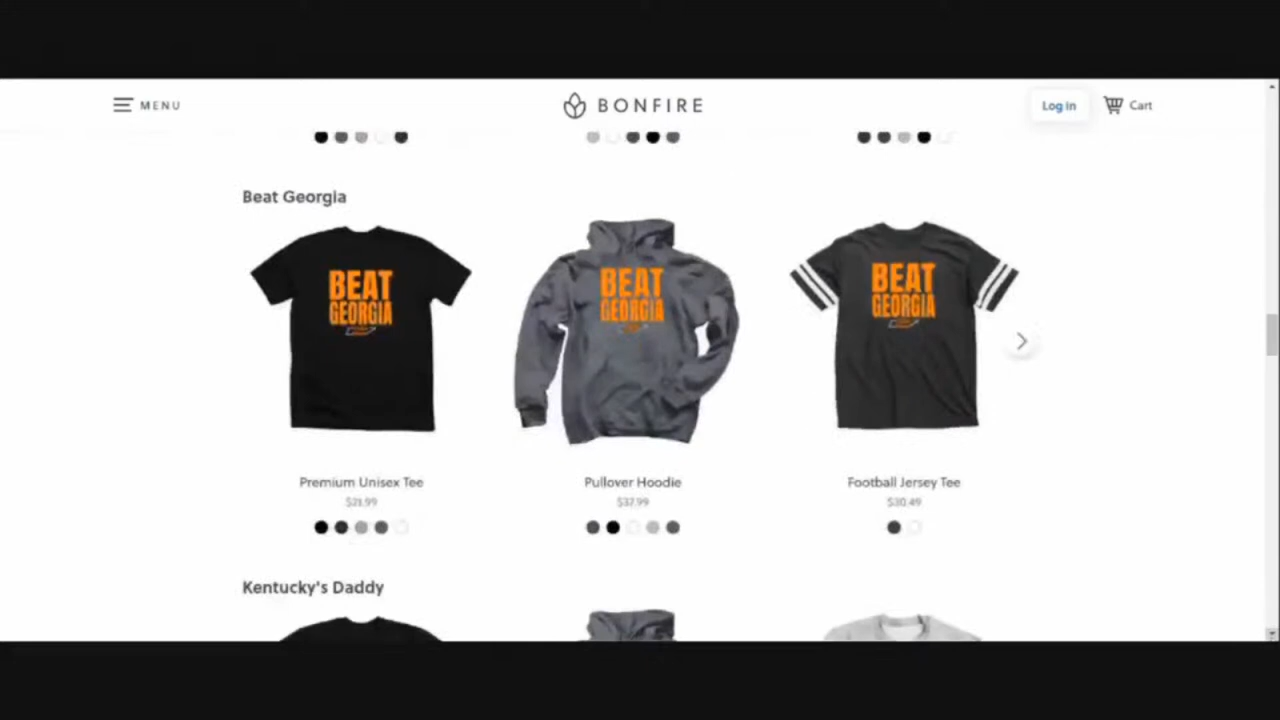 MENU
BONFIRE
Log in
Cart
Beat Georgia
BEAT
GEORGIA
BEAT
GEORGIA
BEAT
GEORGIA
Premium Unisex Tee
Pullover Hoodie
Football Jersey Tee
$21.99
$37.99
$30.49
Kentucky's Daddy